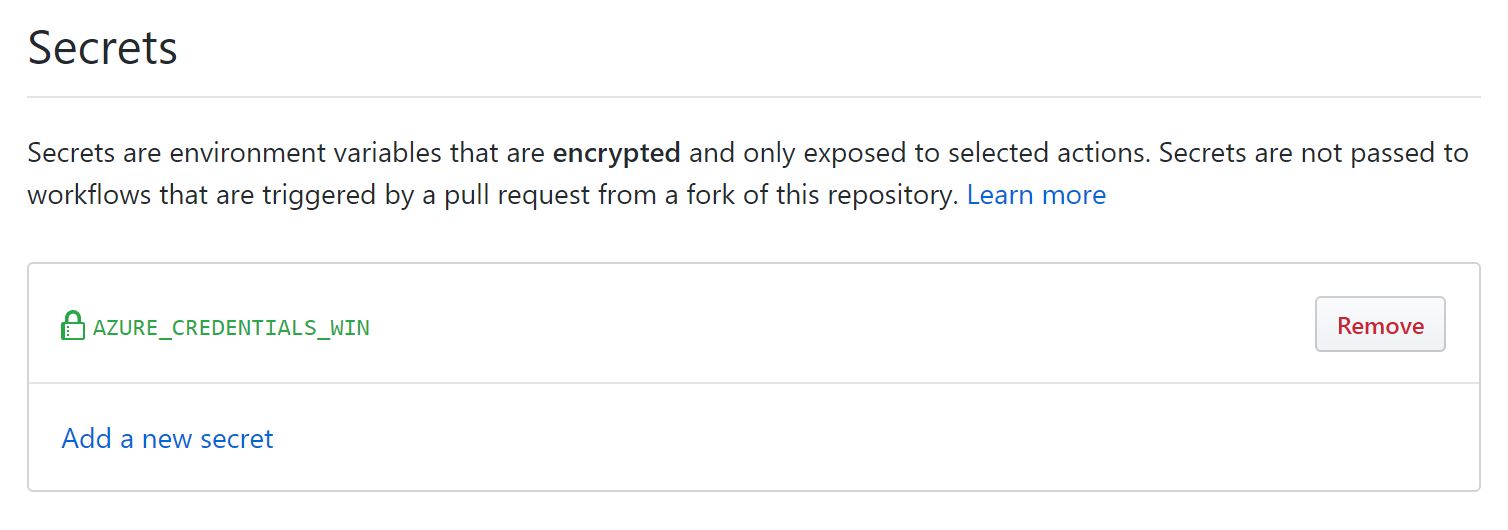 Secrets
Secrets are environment variables that are encrypted and only exposed to selected actions. Secrets are not passed to
workflows that are triggered by a pull request from a fork of this repository. Learn more
AZURE_CREDENTIALS_WIN
Remove
Add a new secret